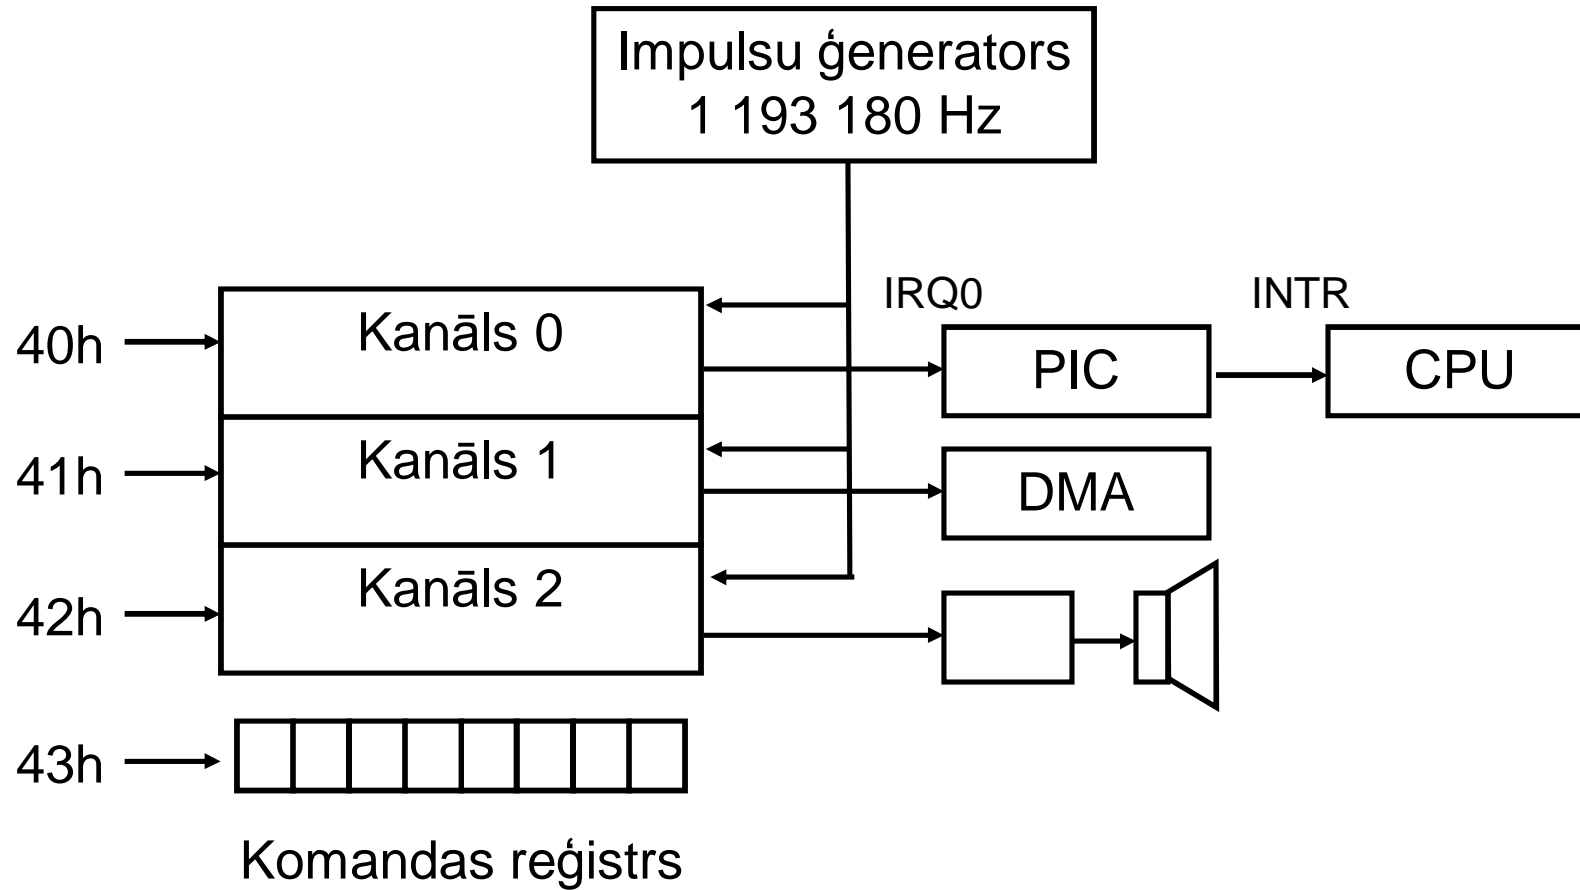 Impulsu ģenerators
1 193 180 Hz
IRQ0
INTR
40h
Kanāls 0
PIC
CPU
41h
Kanāls 1
DMA
42h
Kanāls 2
43h
Komandas reģistrs